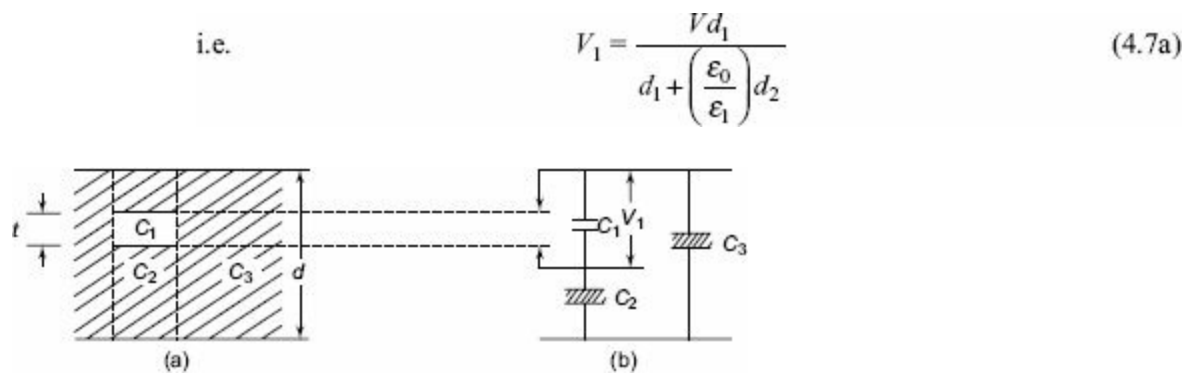 i.e. V₁ = Vd₁ / (d₁ + (ε₀/ε₁) d₂) (4.7a)
t C₁ C₂ C₃ d
C₁ V₁ C₂ C₃
(a) (b)